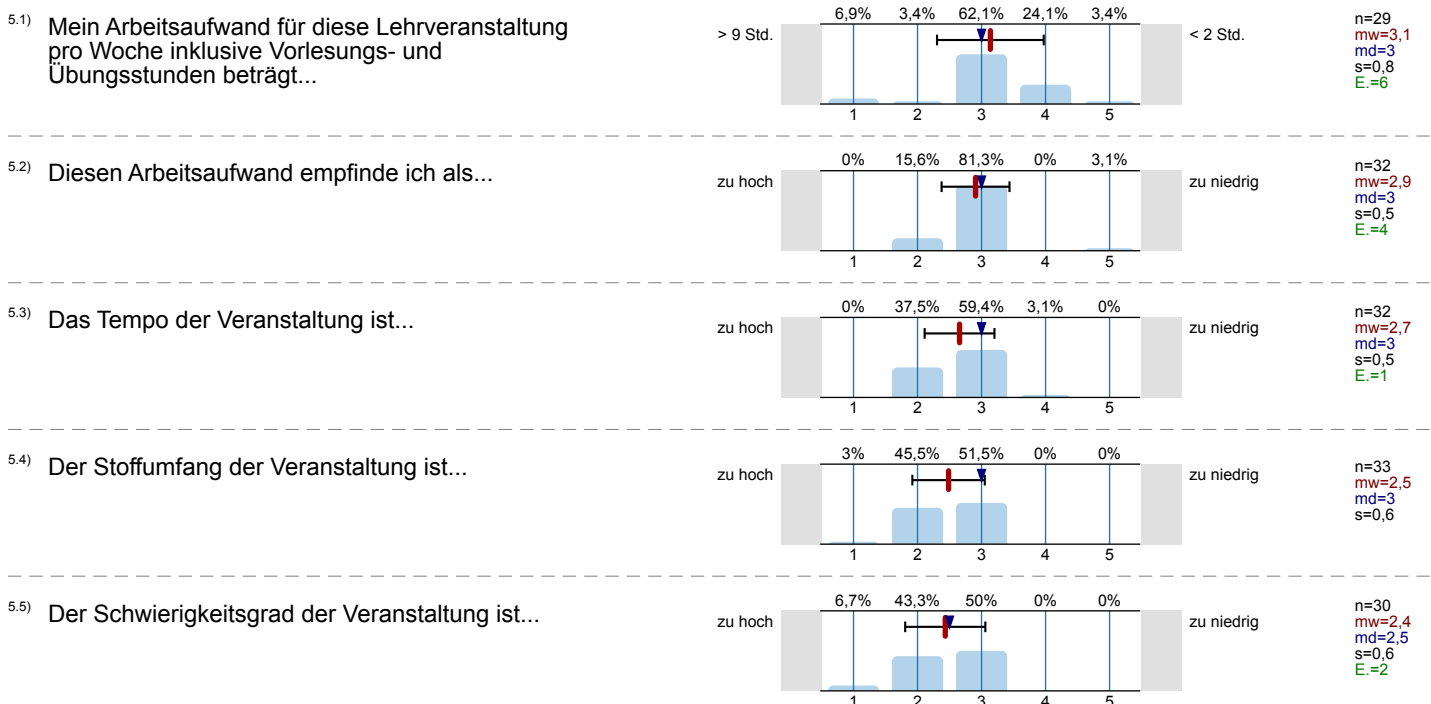 5.1) Mein Arbeitsaufwand für diese Lehrveranstaltung
pro Woche inklusive Vorlesungs- und
Übungsstunden beträgt...
> 9 Std.
6,9% 3,4% 62,1% 24,1% 3,4%
1 2 3 4 5
< 2 Std.
n=29
mw=3,1
md=3
s=0,8
E.=6
5.2) Diesen Arbeitsaufwand empfinde ich als...
zu hoch
0% 15,6% 81,3% 0% 3,1%
1 2 3 4 5
zu niedrig
n=32
mw=2,9
md=3
s=0,5
E.=4
5.3) Das Tempo der Veranstaltung ist...
zu hoch
0% 37,5% 59,4% 3,1% 0%
1 2 3 4 5
zu niedrig
n=32
mw=2,7
md=3
s=0,5
E.=1
5.4) Der Stoffumfang der Veranstaltung ist...
zu hoch
3% 45,5% 51,5% 0% 0%
1 2 3 4 5
zu niedrig
n=33
mw=2,5
md=3
s=0,6
5.5) Der Schwierigkeitsgrad der Veranstaltung ist...
zu hoch
6,7% 43,3% 50% 0% 0%
1 2 3 4 5
zu niedrig
n=30
mw=2,4
md=2,5
s=0,6
E.=2